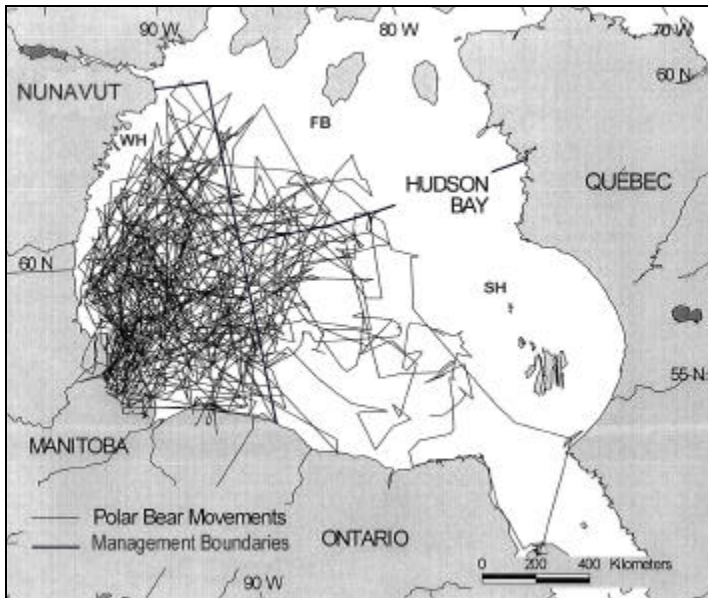 90 W
80 W
70 W
60 N
NUNAVUT
FB
WH
HUDSON
BAY
QUEBEC
60 N
SH
55 N
MANITOBA
Polar Bear Movements
Management Boundaries
ONTARIO
90 W
0 200 400 Kilometers